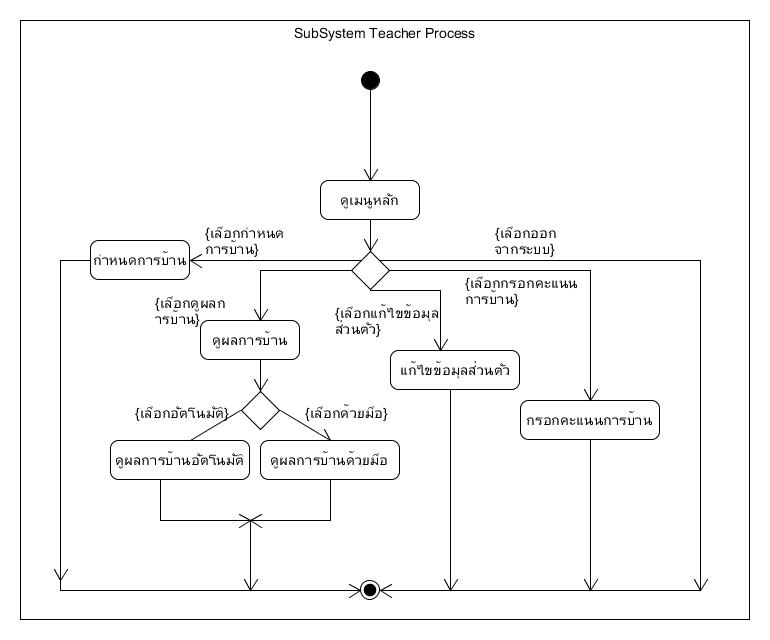 SubSystem Teacher Process
ดูเมนูหลัก
{เลือกกำหนด
การบ้าน}
{เลือกออก
จากระบบ}
กำหนดการบ้าน
{เลือกกรอกคะแนน
การบ้าน}
{เลือกดูผลก
ารบ้าน}
{เลือกแก้ไขข้อมูล
ส่วนตัว}
ดูผลการบ้าน
แก้ไขข้อมูลส่วนตัว
{เลือกอัตโนมัติ}
{เลือกด้วยมือ}
กรอกคะแนนการบ้าน
ดูผลการบ้านอัตโนมัติ
ดูผลการบ้านด้วยมือ